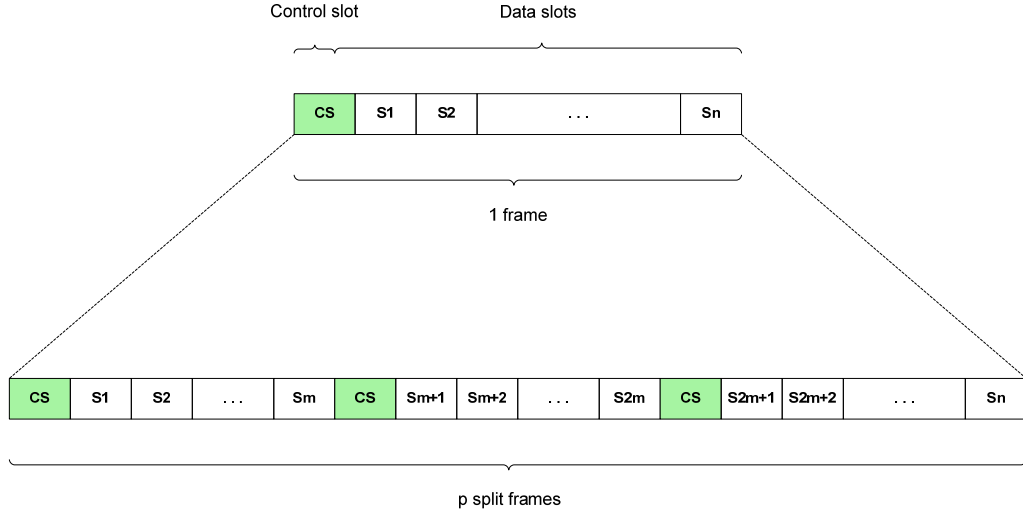 Control slot Data slots
CS S1 S2 . . . Sn
1 frame
CS S1 S2 . . . Sm CS Sm+1 Sm+2 . . . S2m CS S2m+1 S2m+2 . . . Sn
p split frames